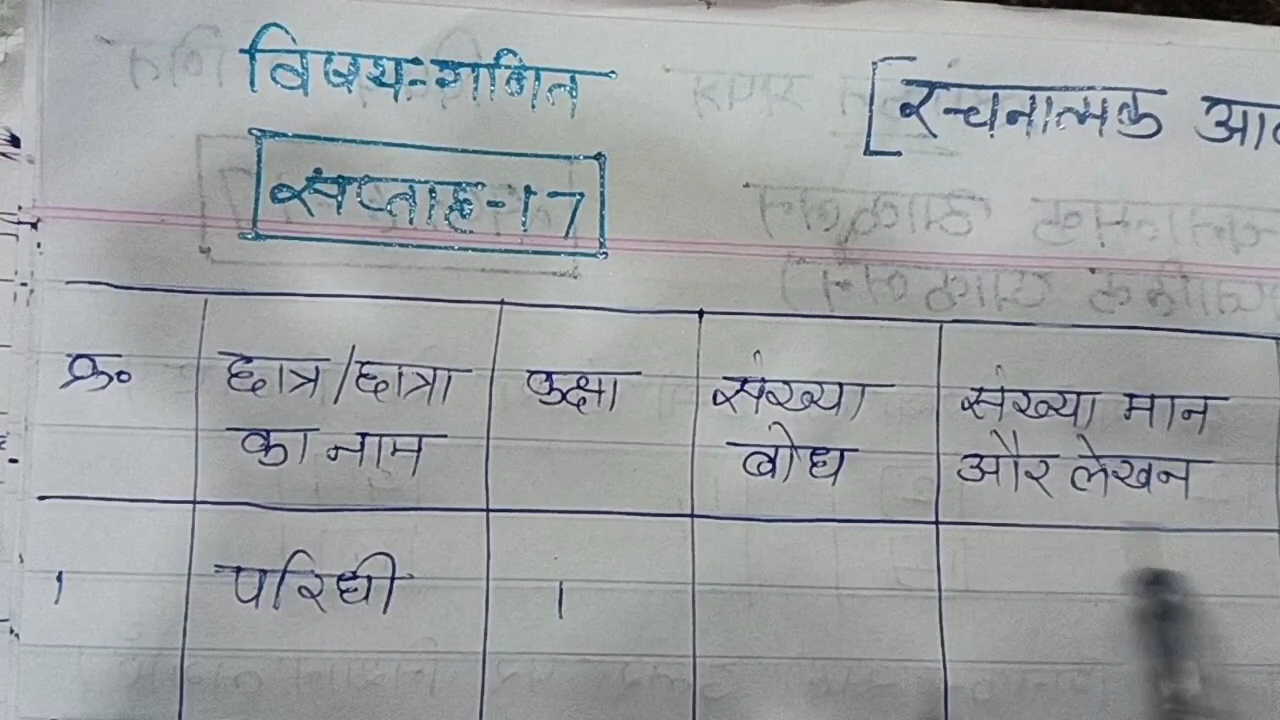 विषय-गणित
[रचनात्मक
सप्ताह-17
क्र० छात्र/छात्रा कक्षा संख्या संख्या मान
का नाम बोध और लेखन
1 परिधी 1